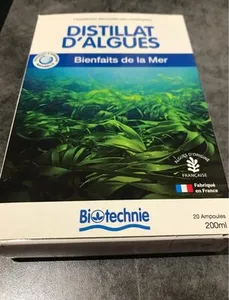 DISTILLAT
D'ALGUES
Bienfaits de la Mer
FRANÇAISE
Fabriqué
en France
Biotechnie
20 Ampoules
200ml